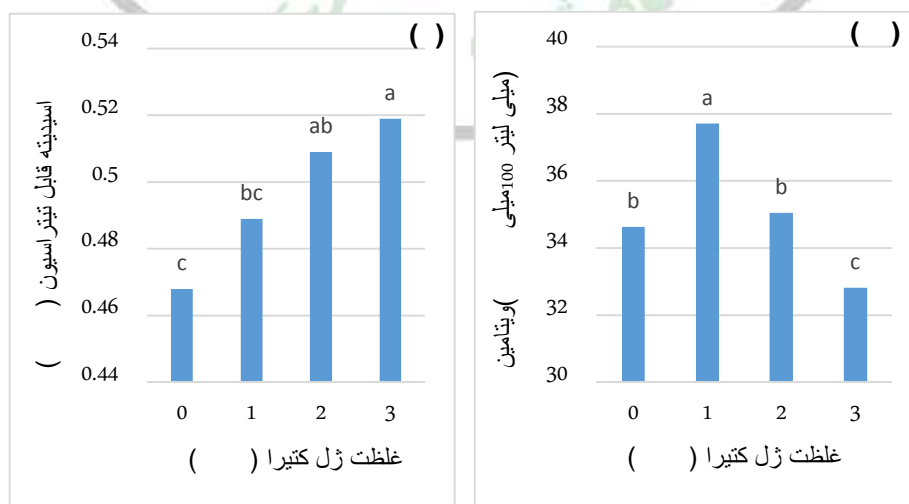 ( )
0.54
0.52
0.5
0.48
0.46
0.44
a
ab
bc
c
0 1 2 3
اسیدیته قابل تیتراسیون ( )
غلظت ژل کتیرا ( )
( )
40
38
36
34
32
30
a
b
b
c
0 1 2 3
ویتامین( میلی 100میلی لیتر)
غلظت ژل کتیرا ( )